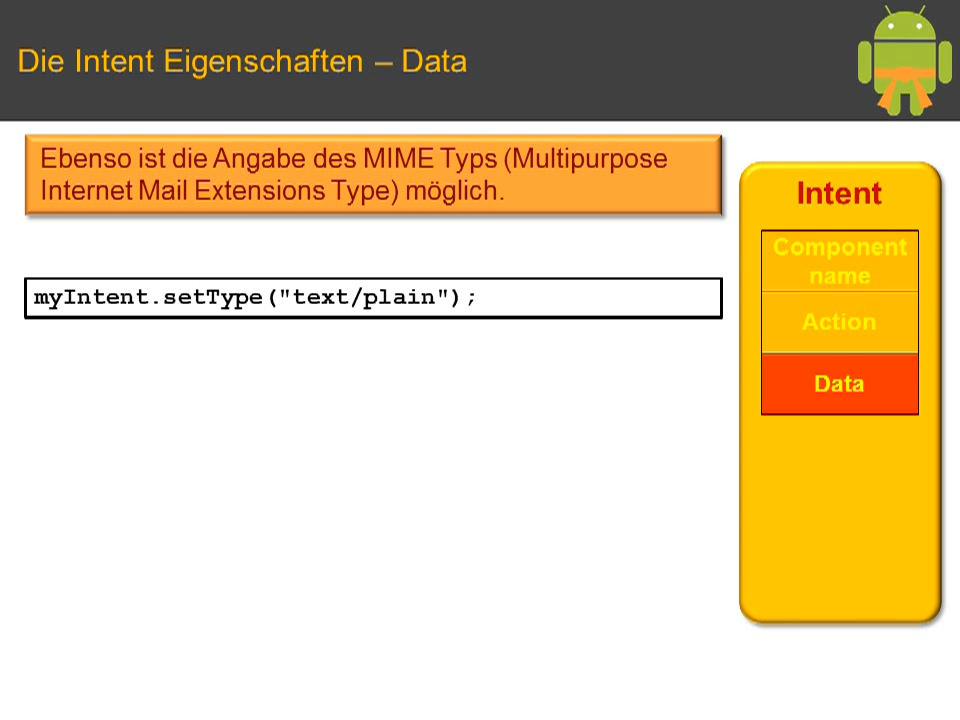 Die Intent Eigenschaften – Data
Ebenso ist die Angabe des MIME Typs (Multipurpose
Internet Mail Extensions Type) möglich.
myIntent.setType("text/plain");
Intent
Component
name
Action
Data